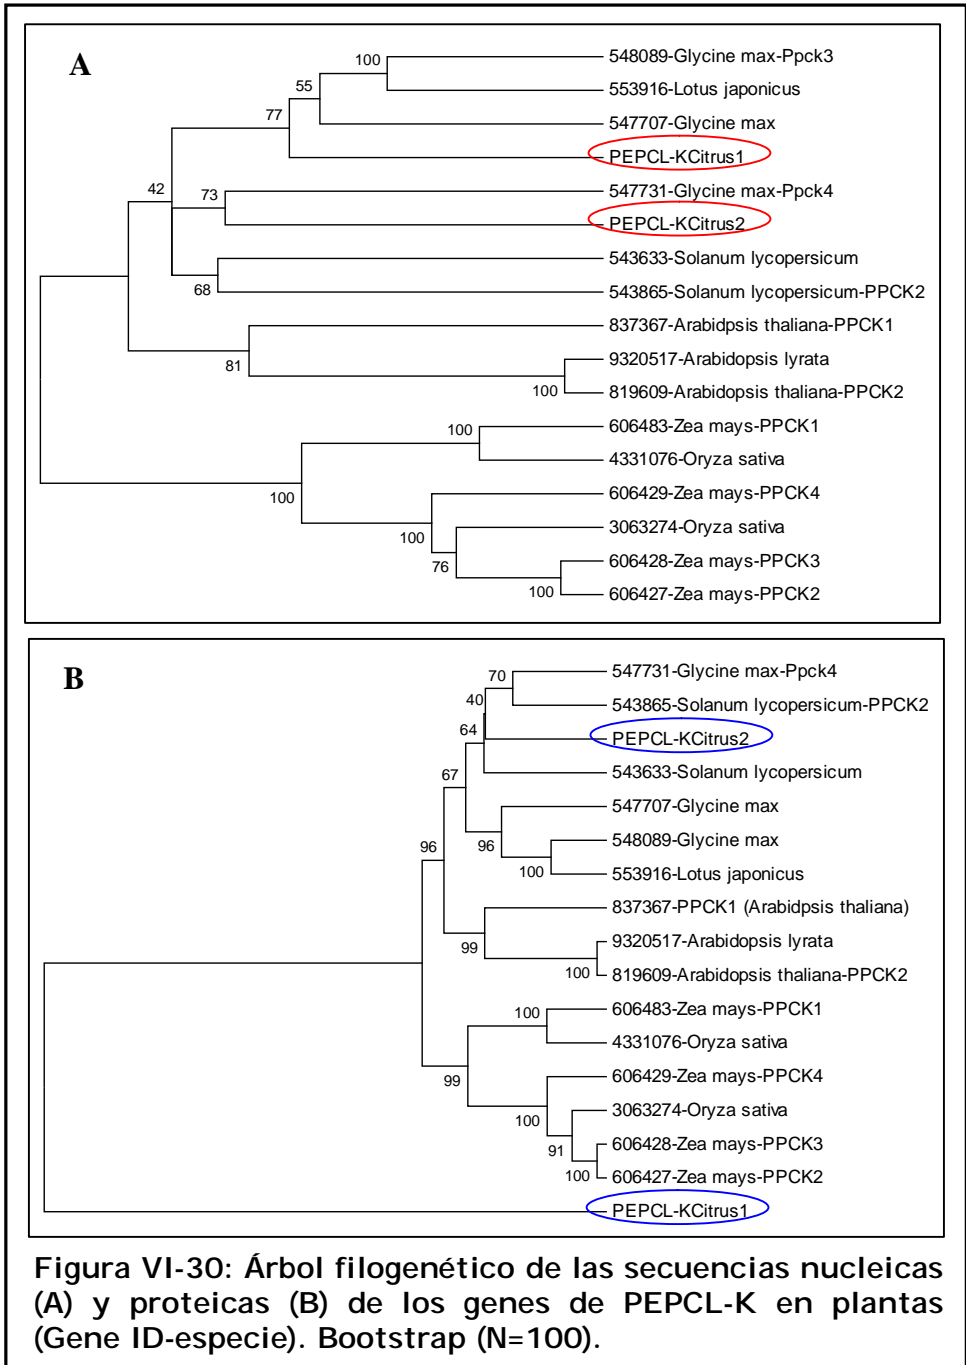 A
100
548089-Glycine max-Ppck3
553916-Lotus japonicus
55
547707-Glycine max
77
PEPCL-KCitrus1
42
73
547731-Glycine max-Ppck4
PEPCL-KCitrus2
543633-Solanum lycopersicum
68
543865-Solanum lycopersicum-PPCK2
837367-Arabidpsis thaliana-PPCK1
81
9320517-Arabidopsis lyrata
100
819609-Arabidopsis thaliana-PPCK2
100
606483-Zea mays-PPCK1
4331076-Oryza sativa
100
606429-Zea mays-PPCK4
100
3063274-Oryza sativa
76
606428-Zea mays-PPCK3
100
606427-Zea mays-PPCK2
B
70
547731-Glycine max-Ppck4
40
543865-Solanum lycopersicum-PPCK2
64
PEPCL-KCitrus2
67
543633-Solanum lycopersicum
547707-Glycine max
96
96
548089-Glycine max
100
553916-Lotus japonicus
837367-PPCK1 (Arabidpsis thaliana)
99
9320517-Arabidopsis lyrata
100
819609-Arabidopsis thaliana-PPCK2
100
606483-Zea mays-PPCK1
4331076-Oryza sativa
99
606429-Zea mays-PPCK4
100
3063274-Oryza sativa
91
606428-Zea mays-PPCK3
100
606427-Zea mays-PPCK2
PEPCL-KCitrus1
Figura VI-30: Árbol filogenético de las secuencias nucleicas
(A) y proteicas (B) de los genes de PEPCL-K en plantas
(Gene ID-especie). Bootstrap (N=100).